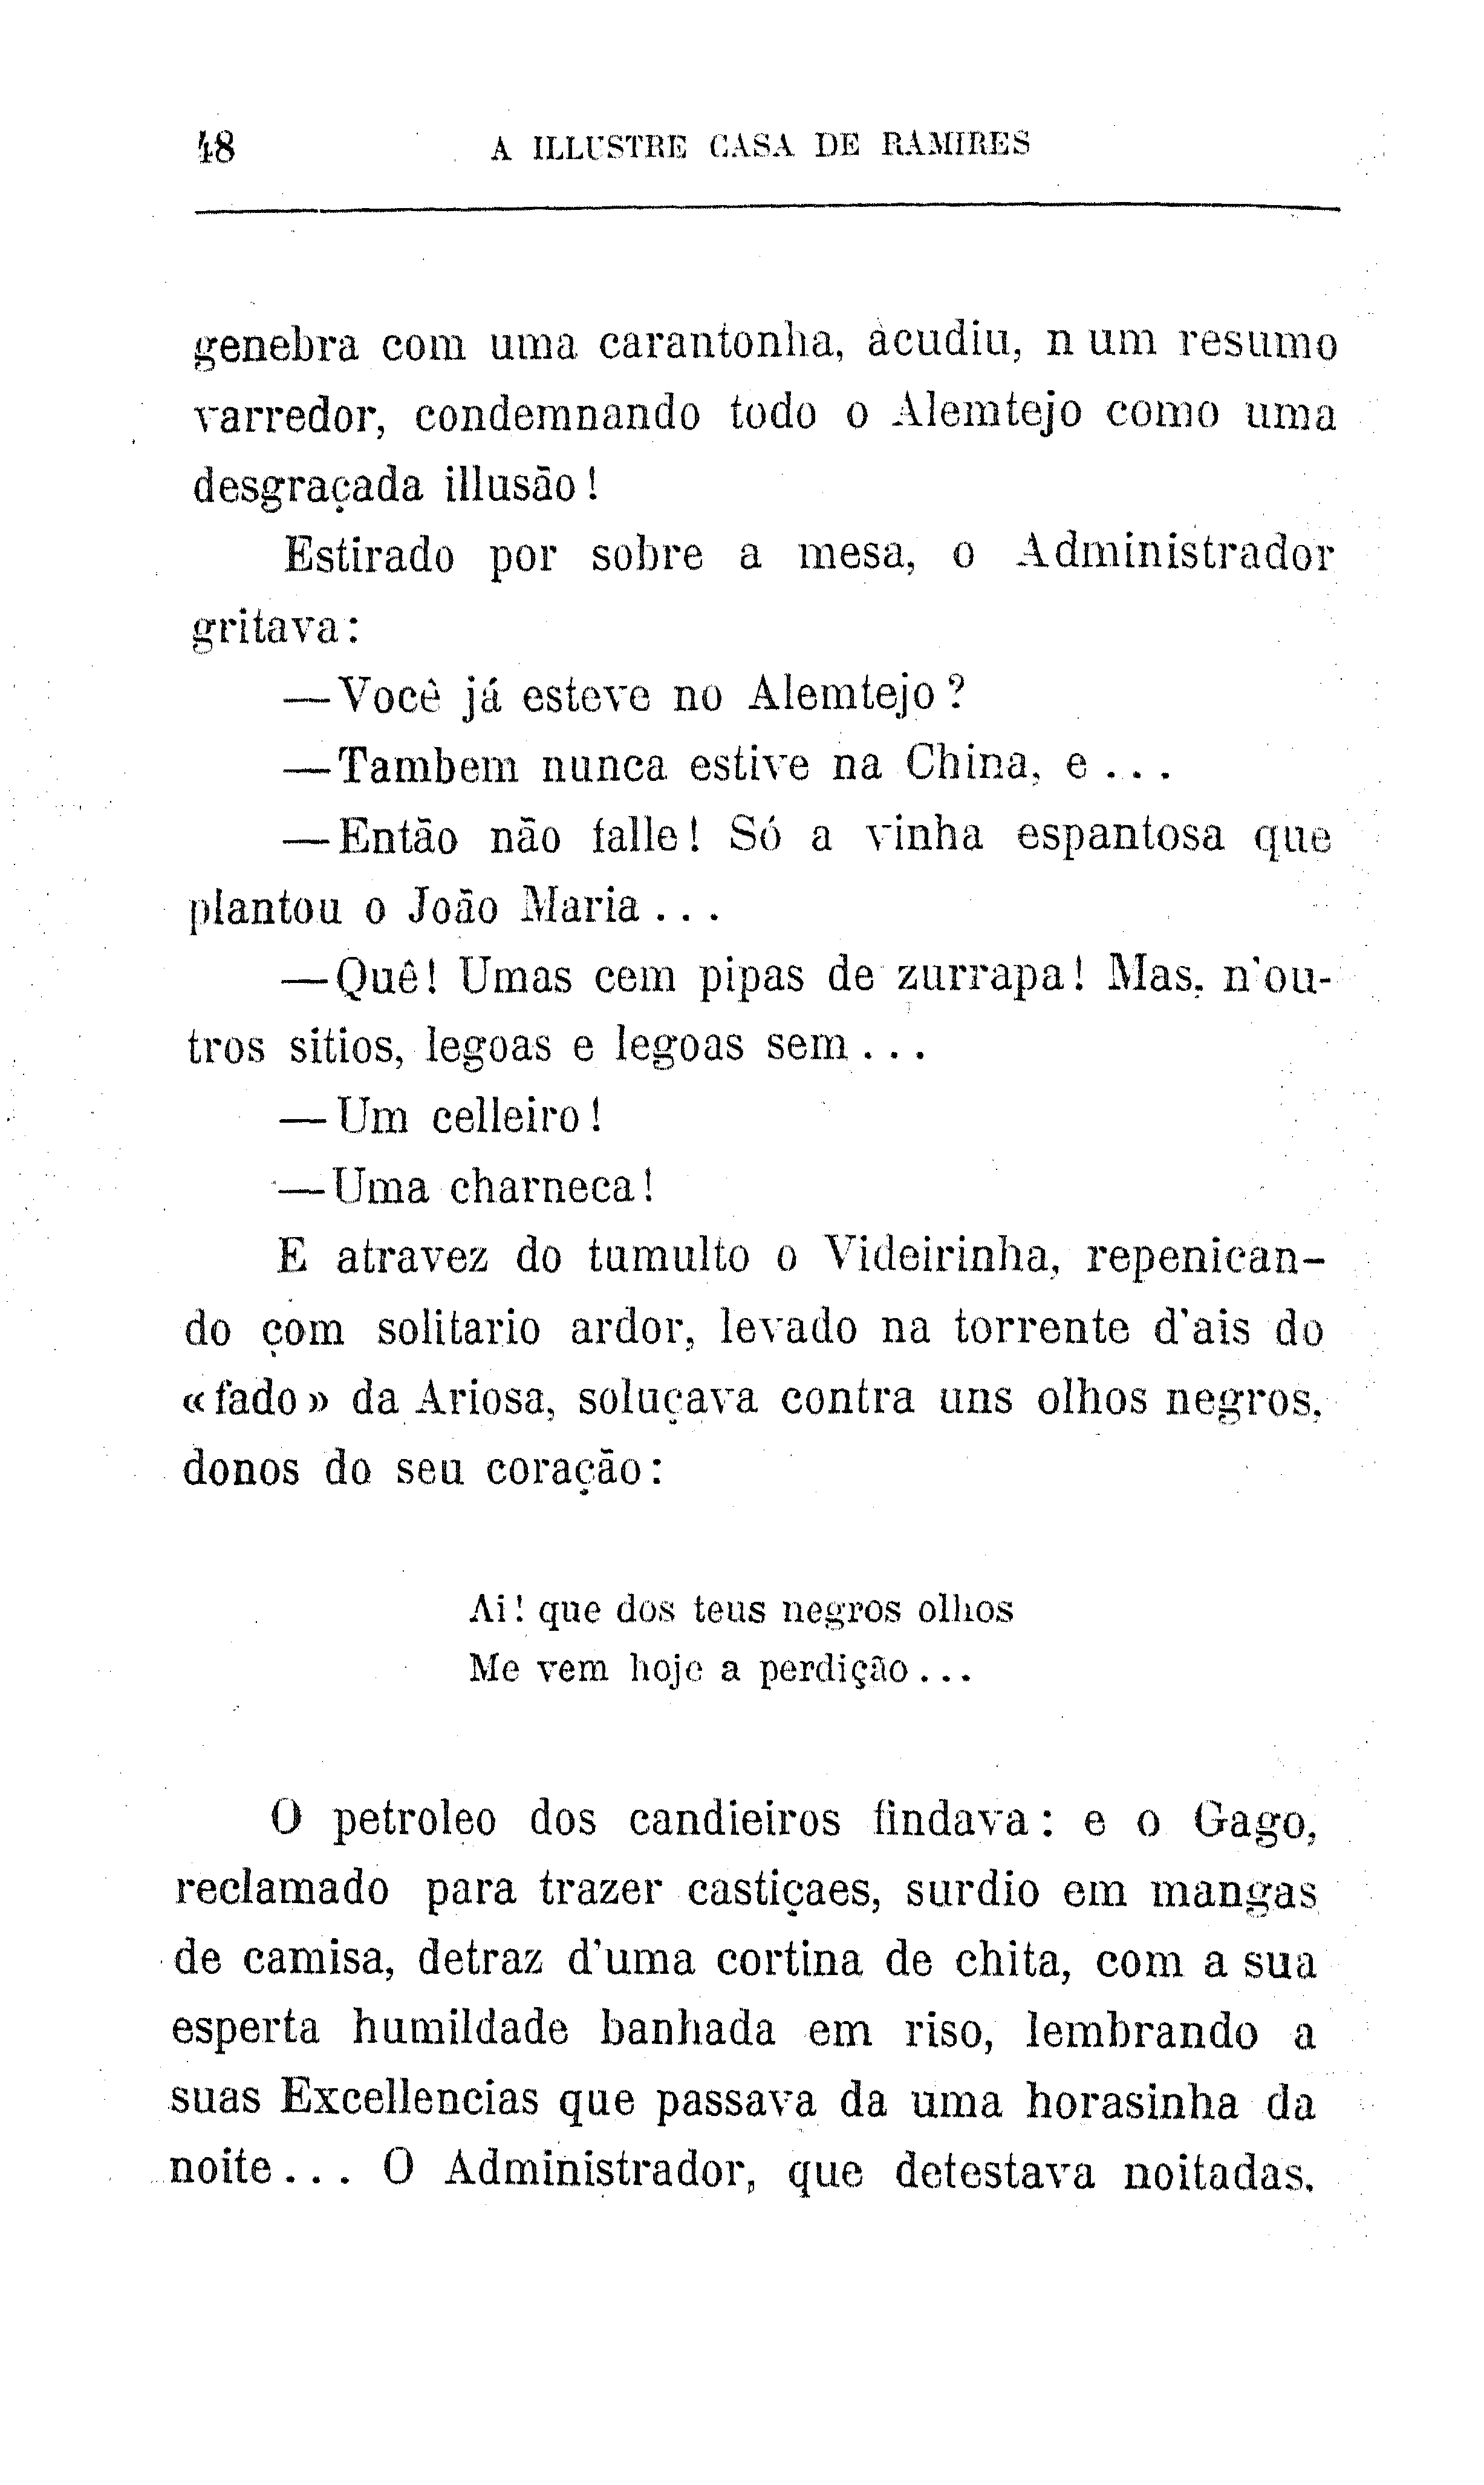 48 A ILLUSTRE CASA DE RAMIRES
genebra com uma carantonha, acudiu, n um resumo
varredor, condemnando todo o Alemtejo como uma
desgraçada illusão!
Estirado por sobre a mesa, o Administrador
gritava:
—Você já esteve no Alemtejo?
—Tambem nunca estive na China, e...
—Então não falle! Só a vinha espantosa que
plantou o João Maria...
—Quê! Umas cem pipas de zurrapa! Mas, n'ou-
tros sitios, legoas e legoas sem...
—Um celleiro!
—Uma charneca!
E atravez do tumulto o Videirinha, repenican-
do com solitario ardor, levado na torrente d'ais do
«fado» da Ariosa, soluçava contra uns olhos negros,
donos do seu coração:
Ai! que dos teus negros olhos
Me vem hoje a perdição...
O petroleo dos candieiros findava: e o Gago,
reclamado para trazer castiçaes, surdio em mangas
de camisa, detraz d'uma cortina de chita, com a sua
esperta humildade banhada em riso, lembrando a
suas Excellencias que passava da uma horasinha da
noite... O Administrador, que detestava noitadas,